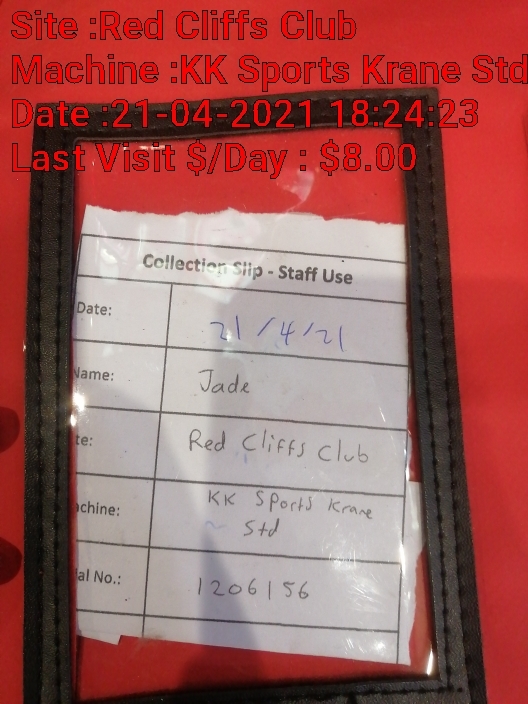 Site :Red Cliffs Club
Machine :KK Sports Krane Std
Date :21-04-2021 18:24:23
Last Visit $/Day : $8.00
Collection Slip - Staff Use
Date: 21/4/21
Name: Jade
te: Red Cliffs Club
achine: KK Sports Krane
~ Std
al No.: 1206156